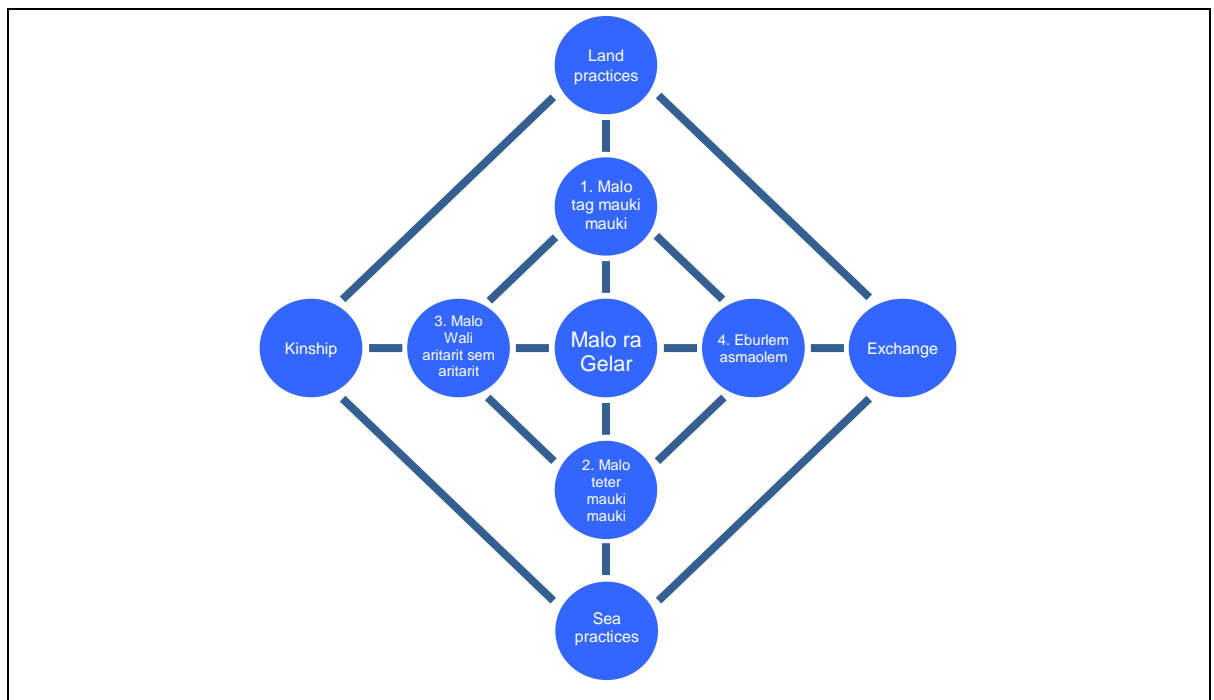 Land
practices
1. Malo
tag mauki
mauki
Kinship
3. Malo
Wali
aritarit sem
aritarit
Malo ra
Gelar
4. Eburlem
asmaolem
Exchange
2. Malo
teter
mauki
mauki
Sea
practices